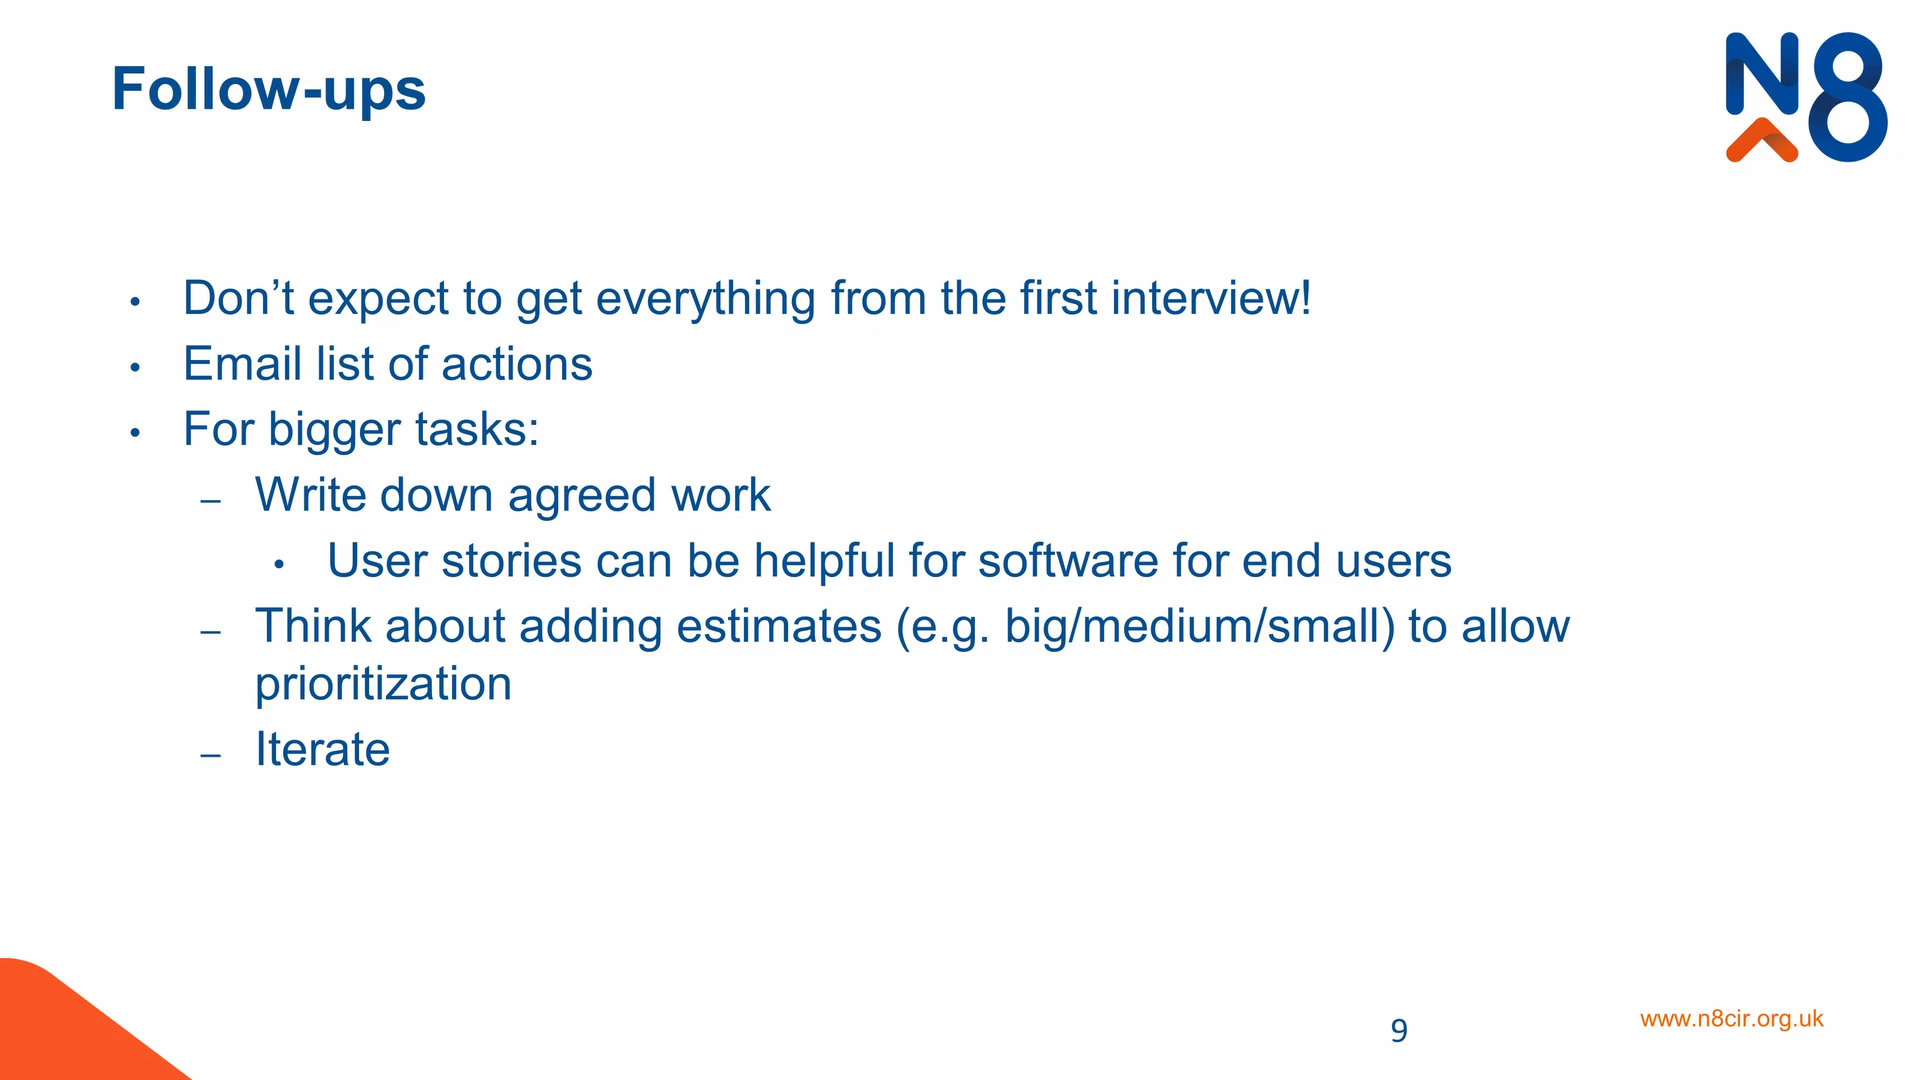 Follow-ups
N8
• Don’t expect to get everything from the first interview!
• Email list of actions
• For bigger tasks:
– Write down agreed work
• User stories can be helpful for software for end users
– Think about adding estimates (e.g. big/medium/small) to allow
prioritization
– Iterate
9
www.n8cir.org.uk